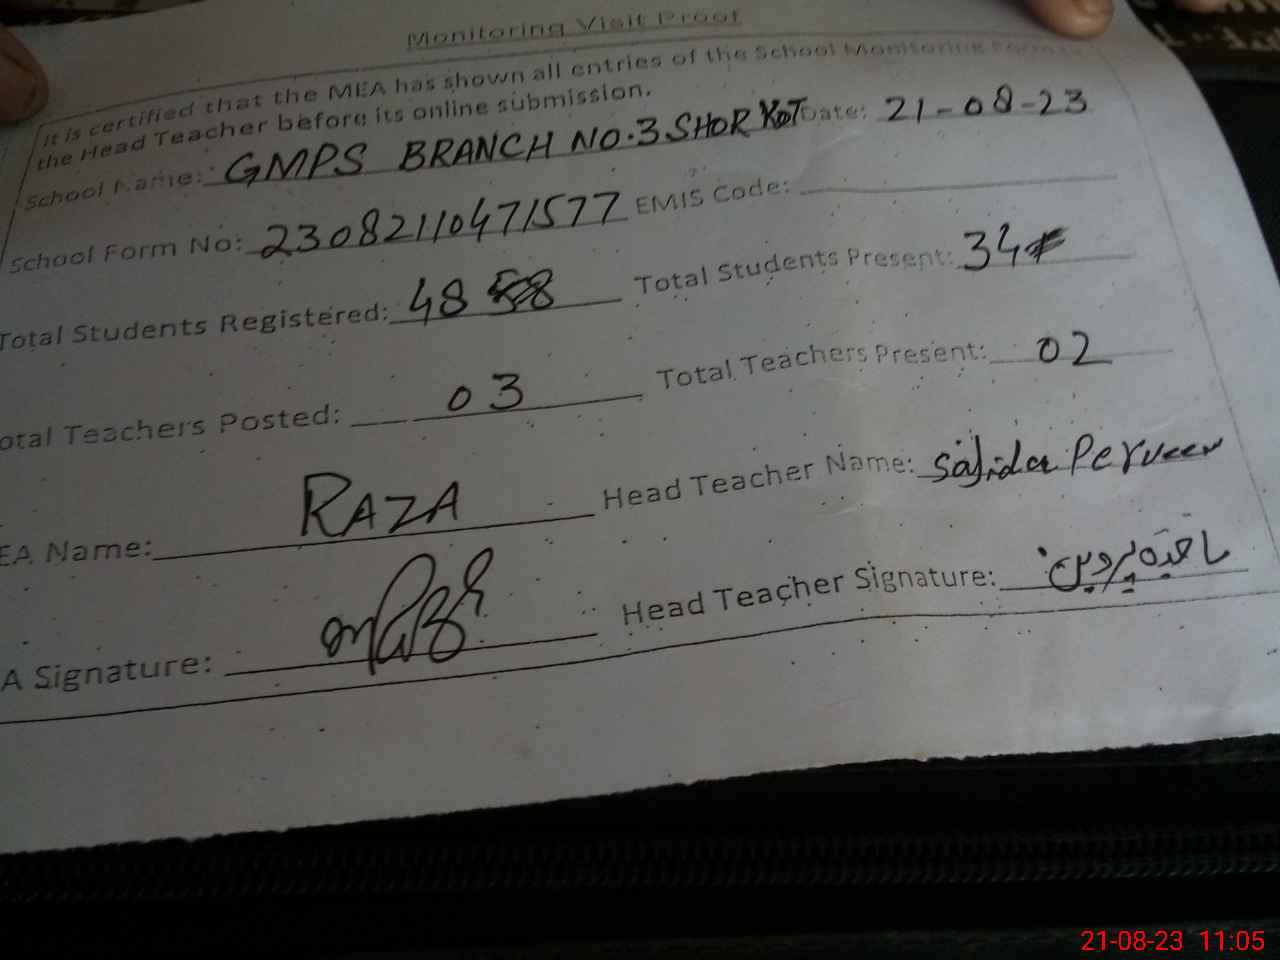 Monitoring Visit Proof
It is certified that the MEA has shown all entries of the School Monitoring
the Head Teacher before its online submission.
School Name: GMPS BRANCH NO.3 SHOR KOT Date: 21-08-23
School Form No: 23082110471577 EMIS Code:
Total Students Registered: 48 58 Total Students Present: 34
otal Teachers Posted: 03 Total Teachers Present: 02
EA Name: RAZA Head Teacher Name: Sajida Perveen
A Signature: Head Teacher Signature: ساجدہ پروین
21-08-23 11:05